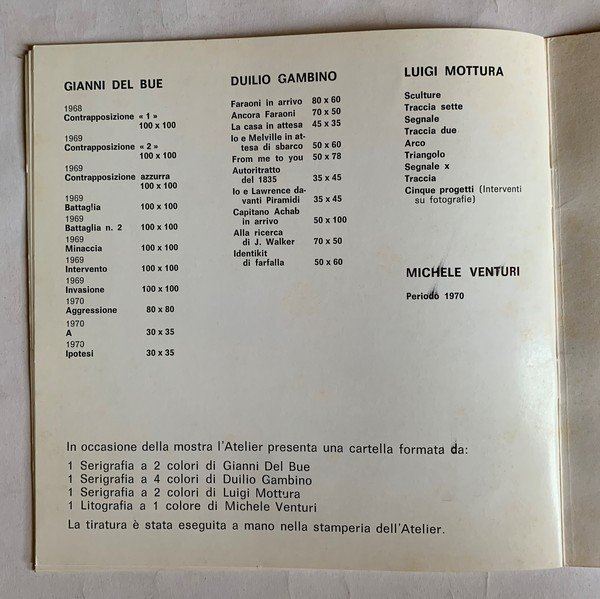 GIANNI DEL BUE
1968
Contrapposizione « 1 »
100 x 100
1969
Contrapposizione « 2 »
100 x 100
1969
Contrapposizione azzurra
100 x 100
1969
Battaglia 100 x 100
1969
Battaglia n. 2 100 x 100
1969
Minaccia 100 x 100
1969
Intervento 100 x 100
1969
Invasione 100 x 100
1970
Aggressione 80 x 80
1970
A 30 x 35
1970
Ipotesi 30 x 35
DUILIO GAMBINO
Faraoni in arrivo 80 x 60
Ancora Faraoni 70 x 50
La casa in attesa 45 x 35
Io e Melville in at-
tesa di sbarco 50 x 60
From me to you 50 x 78
Autoritratto
del 1835 35 x 45
Io e Lawrence da-
vanti Piramidi 35 x 45
Capitano Achab
in arrivo 50 x 100
Alla ricerca
di J. Walker 70 x 50
Identikit
di farfalla 50 x 60
LUIGI MOTTURA
Sculture
Traccia sette
Segnale
Traccia due
Arco
Triangolo
Segnale x
Traccia
Cinque progetti (Interventi
su fotografie)
MICHELE VENTURI
Periodo 1970
In occasione della mostra l'Atelier presenta una cartella formata da:
1 Serigrafia a 2 colori di Gianni Del Bue
1 Serigrafia a 4 colori di Duilio Gambino
1 Serigrafia a 2 colori di Luigi Mottura
1 Litografia a 1 colore di Michele Venturi
La tiratura è stata eseguita a mano nella stamperia dell'Atelier.